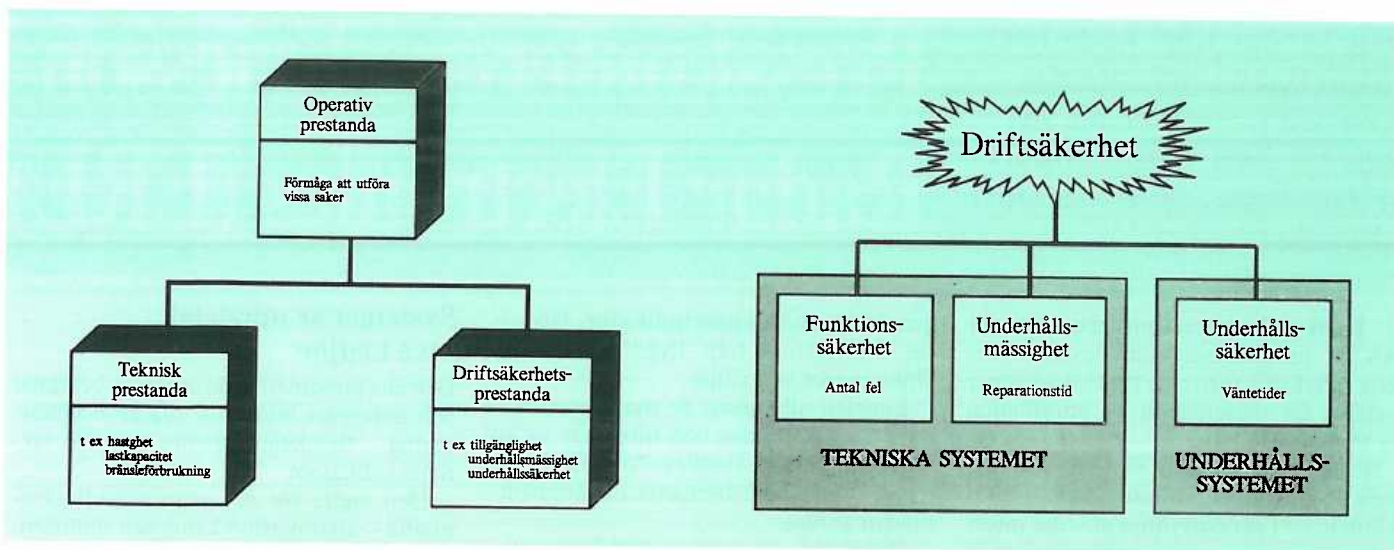 Operativ
prestanda
Förmåga att utföra
vissa saker
Teknisk
prestanda
t ex hastghet
lastkapacitet
bränsleförbrukning
Driftsäkerhets-
prestanda
t ex tillgänglighet
underhållsmässighet
underhållssäkerhet
Driftsäkerhet
Funktions-
säkerhet
Antal fel
Underhålls-
mässighet
Reparationstid
TEKNISKA SYSTEMET
Underhålls-
säkerhet
Väntetider
UNDERHÅLLS-
SYSTEMET